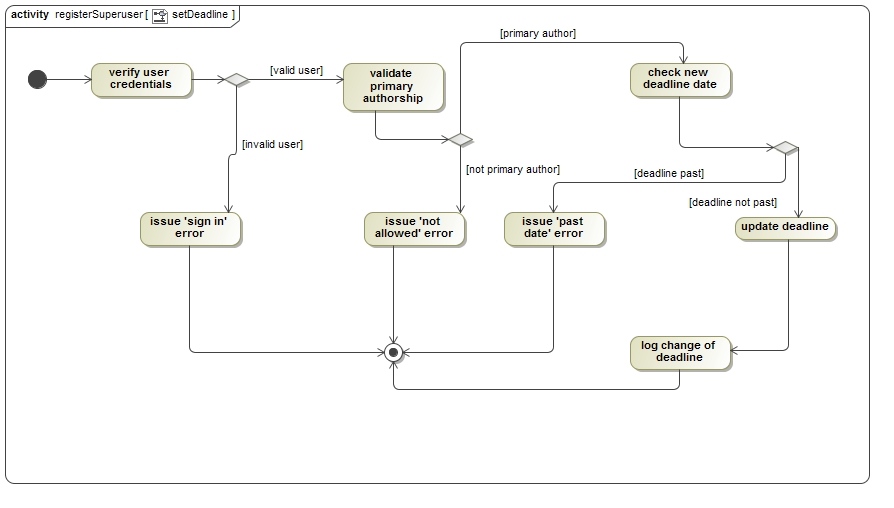 activity registerSuperuser [ setDeadline ]
[primary author]
verify user
credentials
[valid user]
validate
primary
authorship
check new
deadline date
[invalid user]
[not primary author]
[deadline past]
[deadline not past]
issue 'sign in'
error
issue 'not
allowed' error
issue 'past
date' error
update deadline
log change of
deadline